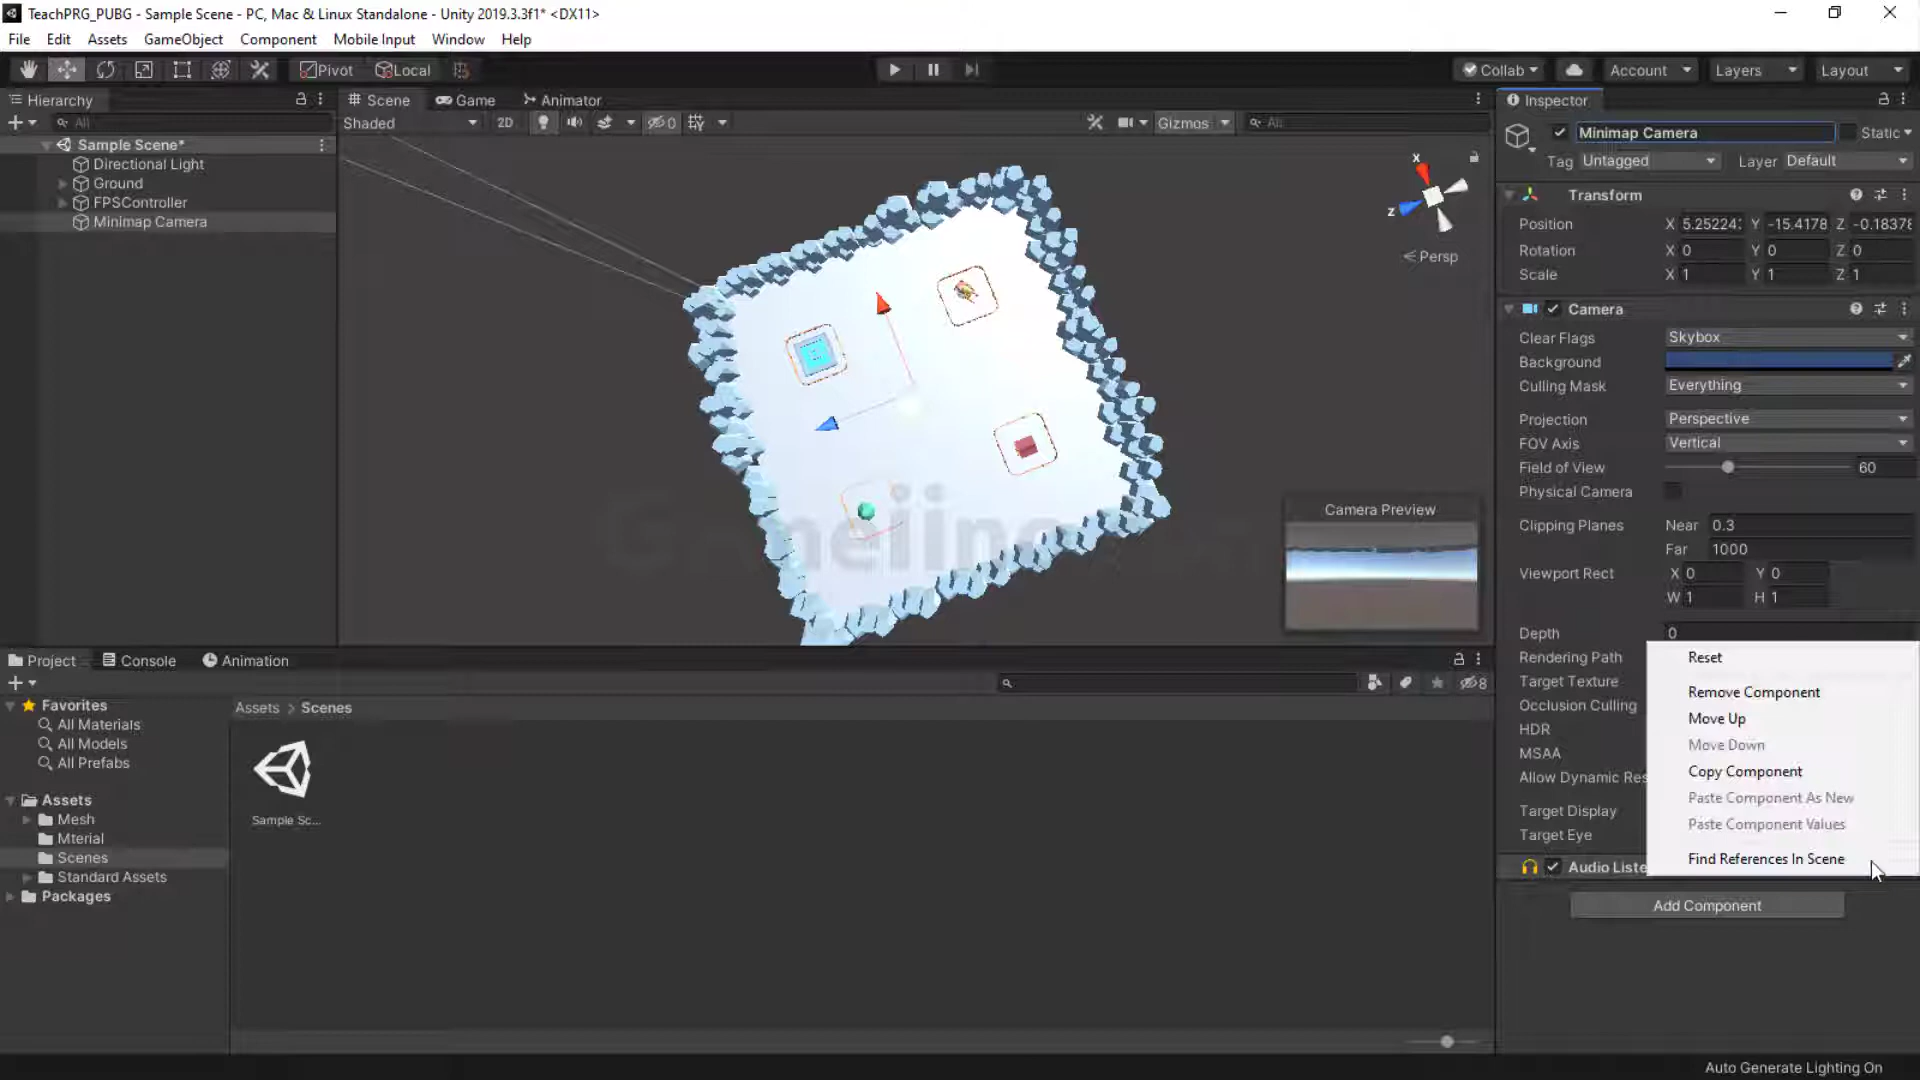 TeachPRG_PUBG - Sample Scene - PC, Mac & Linux Standalone - Unity 2019.3.3f1* <DX11>
File Edit Assets GameObject Component Mobile Input Window Help
Pivot Local Collab Account Layers Layout
Hierarchy
All
Sample Scene*
Directional Light
Ground
FPSController
Minimap Camera
Scene Game Animator
Shaded 2D 0 Gizmos All
x
z
Persp
Camera Preview
Inspector
Minimap Camera Static
Tag Untagged Layer Default
Transform
Position X 5.25224 Y -15.4178 Z -0.18378
Rotation X 0 Y 0 Z 0
Scale X 1 Y 1 Z 1
Camera
Clear Flags Skybox
Background
Culling Mask Everything
Projection Perspective
FOV Axis Vertical
Field of View 60
Physical Camera
Clipping Planes Near 0.3
Far 1000
Viewport Rect X 0 Y 0
W 1 H 1
Depth 0
Rendering Path
Target Texture
Occlusion Culling
HDR
MSAA
Allow Dynamic Res
Target Display
Target Eye
Reset
Remove Component
Move Up
Move Down
Copy Component
Paste Component As New
Paste Component Values
Find References In Scene
Audio Liste
Add Component
Project Console Animation
8
Favorites
All Materials
All Models
All Prefabs
Assets
Mesh
Mterial
Scenes
Standard Assets
Packages
Assets > Scenes
Sample Sc...
Auto Generate Lighting On